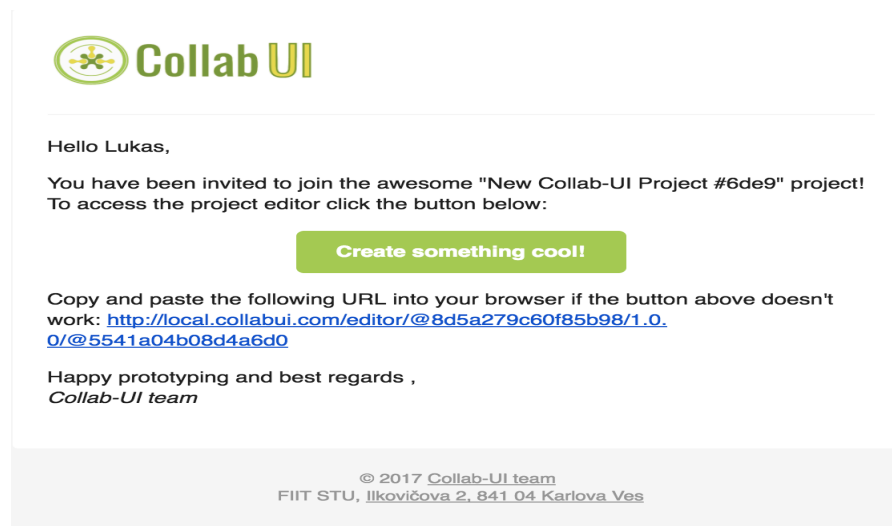 Collab UI
Hello Lukas,
You have been invited to join the awesome "New Collab-UI Project #6de9" project!
To access the project editor click the button below:
Create something cool!
Copy and paste the following URL into your browser if the button above doesn't
work: http://local.collabui.com/editor/@8d5a279c60f85b98/1.0.
0/@5541a04b08d4a6d0
Happy prototyping and best regards ,
Collab-UI team
© 2017 Collab-UI team
FIIT STU, Ilkovičova 2, 841 04 Karlova Ves